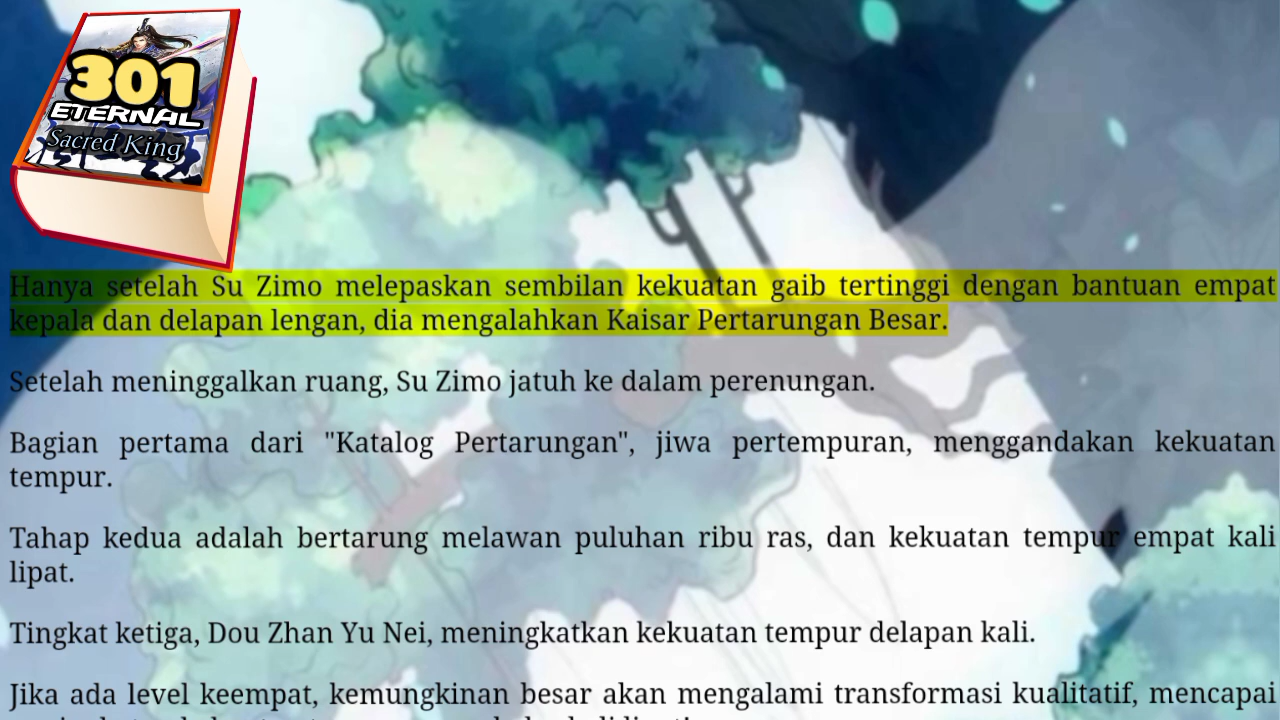 301
ETERNAL
Sacred King
Hanya setelah Su Zimo melepaskan sembilan kekuatan gaib tertinggi dengan bantuan empat
kepala dan delapan lengan, dia mengalahkan Kaisar Pertarungan Besar.
Setelah meninggalkan ruang, Su Zimo jatuh ke dalam perenungan.
Bagian pertama dari "Katalog Pertarungan", jiwa pertempuran, menggandakan kekuatan
tempur.
Tahap kedua adalah bertarung melawan puluhan ribu ras, dan kekuatan tempur empat kali
lipat.
Tingkat ketiga, Dou Zhan Yu Nei, meningkatkan kekuatan tempur delapan kali.
Jika ada level keempat, kemungkinan besar akan mengalami transformasi kualitatif, mencapai